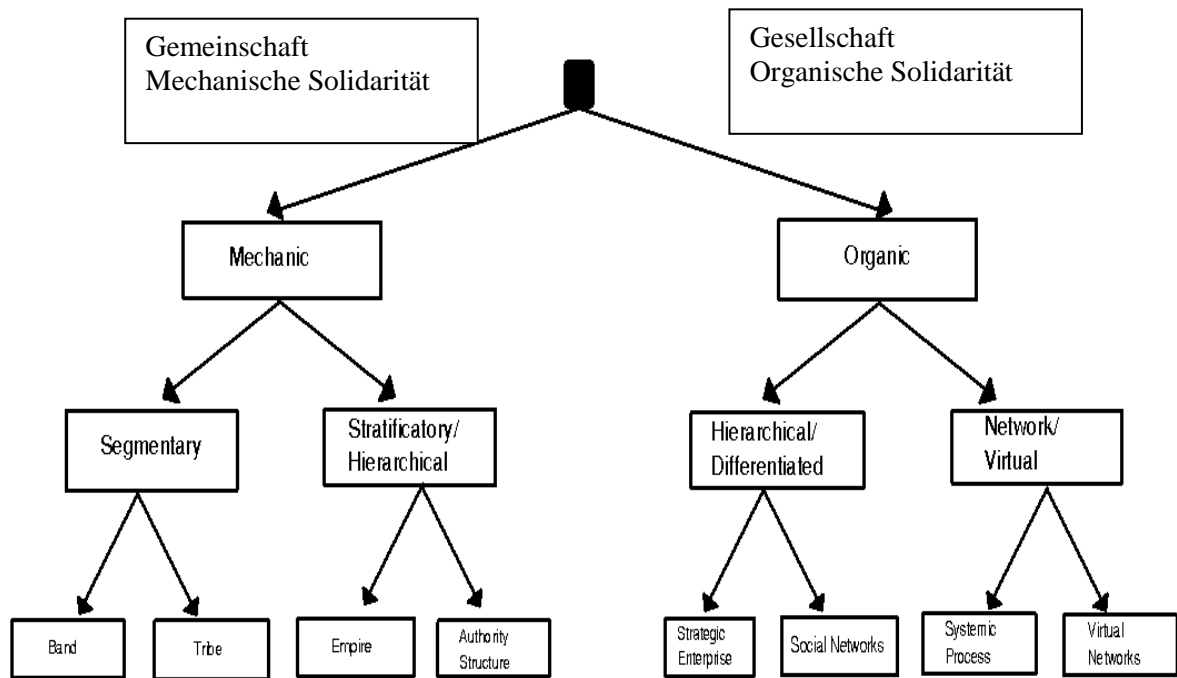 Gemeinschaft
Mechanische Solidarität
Gesellschaft
Organische Solidarität
Mechanic
Organic
Segmentary
Stratificatory/
Hierarchical
Hierarchical/
Differentiated
Network/
Virtual
Band
Tribe
Empire
Authority
Structure
Strategic
Enterprise
Social Networks
Systemic
Process
Virtual
Networks